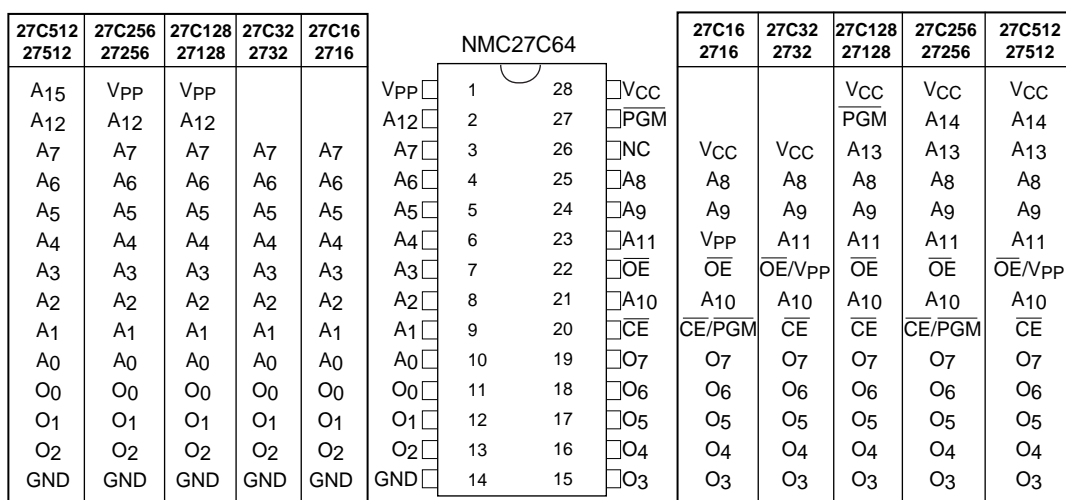 27C512 27C256 27C128 27C32 27C16 NMC27C64 27C16 27C32 27C128 27C256 27C512
27512 27256 27128 2732 2716 2716 2732 27128 27256 27512
A15 VPP VPP VPP 1 28 VCC VCC VCC VCC
A12 A12 A12 A12 2 27 PGM PGM A14 A14
A7 A7 A7 A7 A7 A7 3 26 NC VCC VCC A13 A13 A13
A6 A6 A6 A6 A6 A6 4 25 A8 A8 A8 A8 A8 A8
A5 A5 A5 A5 A5 A5 5 24 A9 A9 A9 A9 A9 A9
A4 A4 A4 A4 A4 A4 6 23 A11 VPP A11 A11 A11 A11
A3 A3 A3 A3 A3 A3 7 22 OE OE OE/VPP OE OE OE/VPP
A2 A2 A2 A2 A2 A2 8 21 A10 A10 A10 A10 A10 A10
A1 A1 A1 A1 A1 A1 9 20 CE CE/PGM CE CE CE/PGM CE
A0 A0 A0 A0 A0 A0 10 19 O7 O7 O7 O7 O7 O7
O0 O0 O0 O0 O0 O0 11 18 O6 O6 O6 O6 O6 O6
O1 O1 O1 O1 O1 O1 12 17 O5 O5 O5 O5 O5 O5
O2 O2 O2 O2 O2 O2 13 16 O4 O4 O4 O4 O4 O4
GND GND GND GND GND GND 14 15 O3 O3 O3 O3 O3 O3